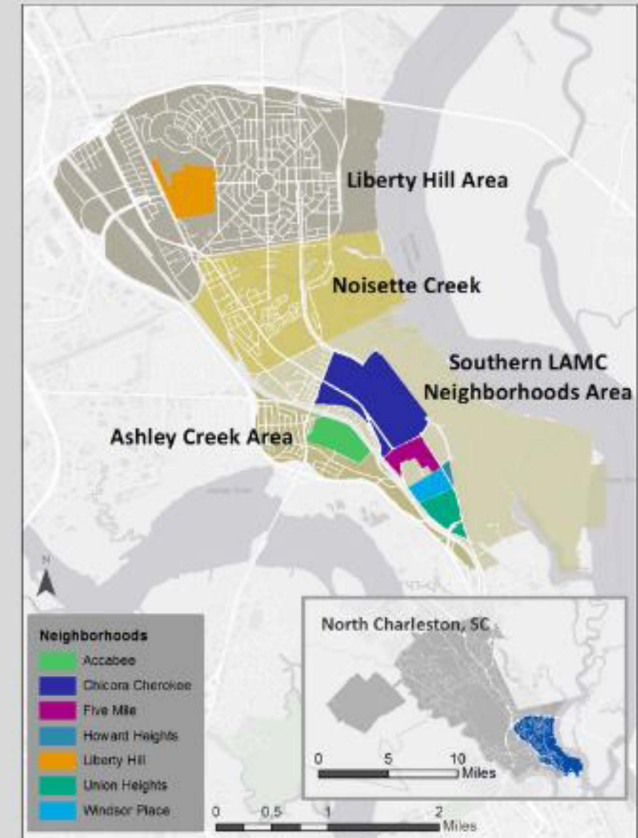 Liberty Hill Area
Noisette Creek
Southern LAMC
Neighborhoods Area
Ashley Creek Area
N
Neighborhoods
Accabee
Chicora Cherokee
Five Mile
Howard Heights
Liberty Hill
Union Heights
Windsor Place
North Charleston, SC
0 5 10
Miles
0 0.5 1 2
Miles